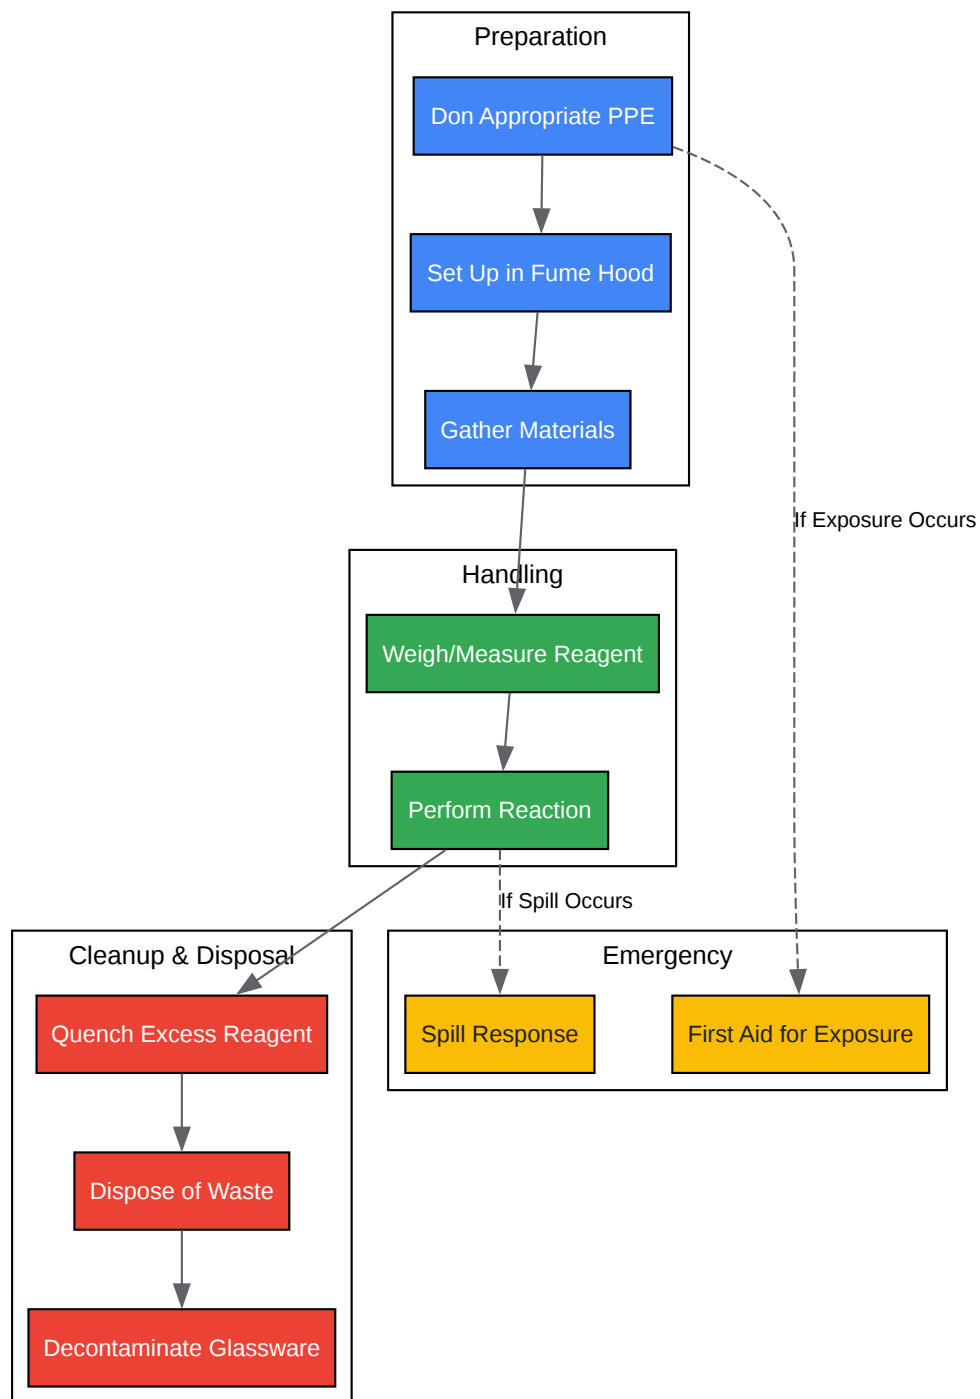 Preparation
Don Appropriate PPE
Set Up in Fume Hood
Gather Materials
If Exposure Occurs
Handling
Weigh/Measure Reagent
Perform Reaction
If Spill Occurs
Cleanup & Disposal
Quench Excess Reagent
Dispose of Waste
Decontaminate Glassware
Emergency
Spill Response
First Aid for Exposure